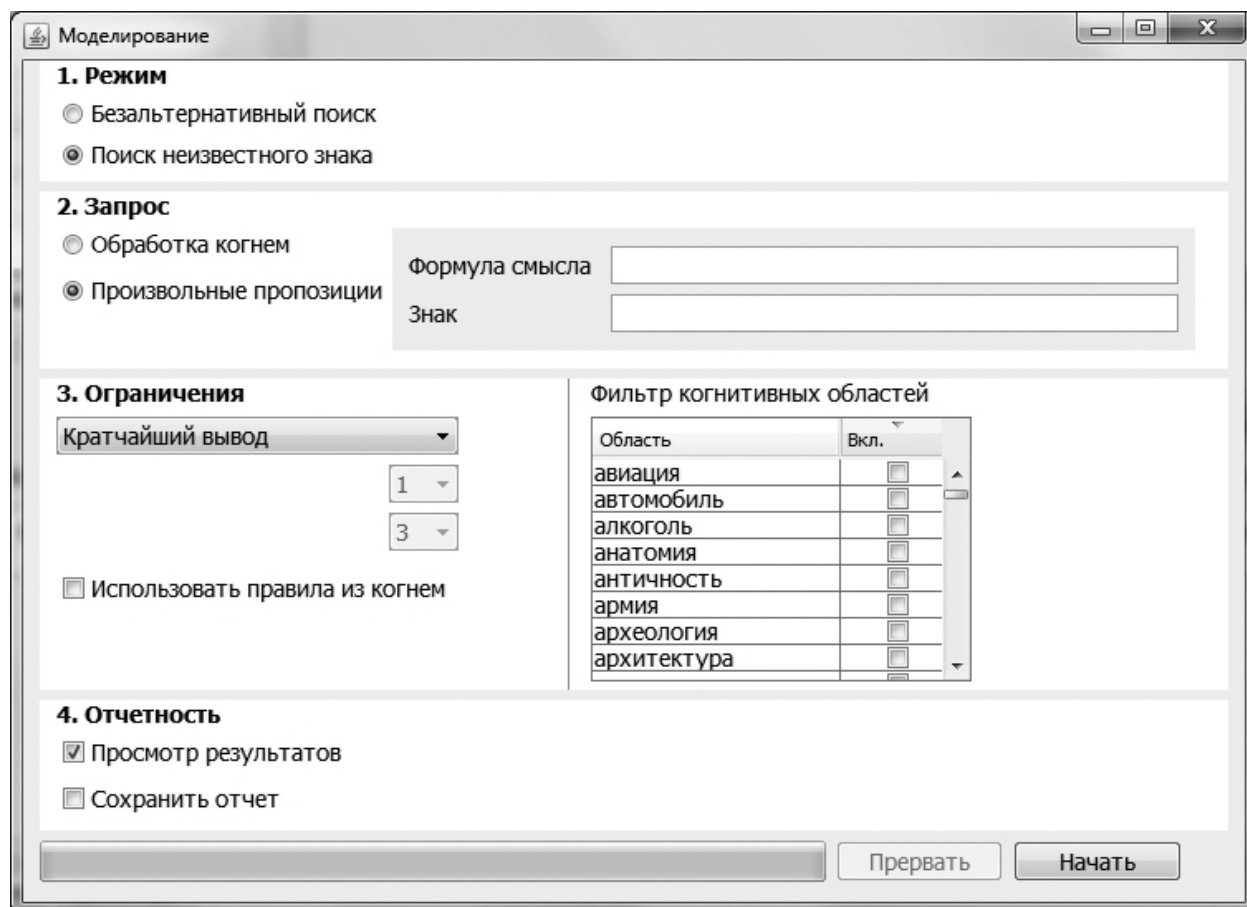 Моделирование
1. Режим
Безальтернативный поиск
Поиск неизвестного знака
2. Запрос
Обработка когнем
Произвольные пропозиции
Формула смысла
Знак
3. Ограничения
Кратчайший вывод
1
3
Использовать правила из когнем
Фильтр когнитивных областей
Область Вкл.
авиация
автомобиль
алкоголь
анатомия
античность
армия
археология
архитектура
4. Отчетность
Просмотр результатов
Сохранить отчет
Прервать Начать